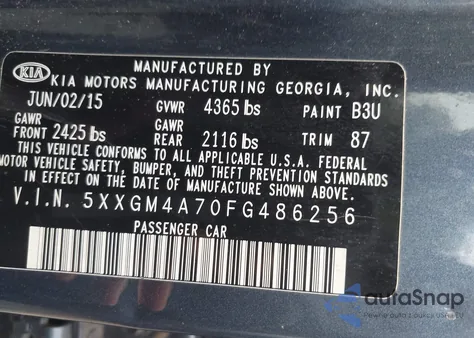 MANUFACTURED BY
KIA KIA MOTORS MANUFACTURING GEORGIA, INC.
JUN/02/15 GVWR 4365 lbs PAINT B3U
GAWR GAWR
FRONT 2425 lbs REAR 2116 lbs TRIM 87
THIS VEHICLE CONFORMS TO ALL APPLICABLE U.S.A. FEDERAL
MOTOR VEHICLE SAFETY, BUMPER, AND THEFT PREVENTION STANDARDS
IN EFFECT ON THE DATE OF MANUFACTURE SHOWN ABOVE.
V.I.N. 5XXGM4A70FG486256
PASSENGER CAR
auraSnap